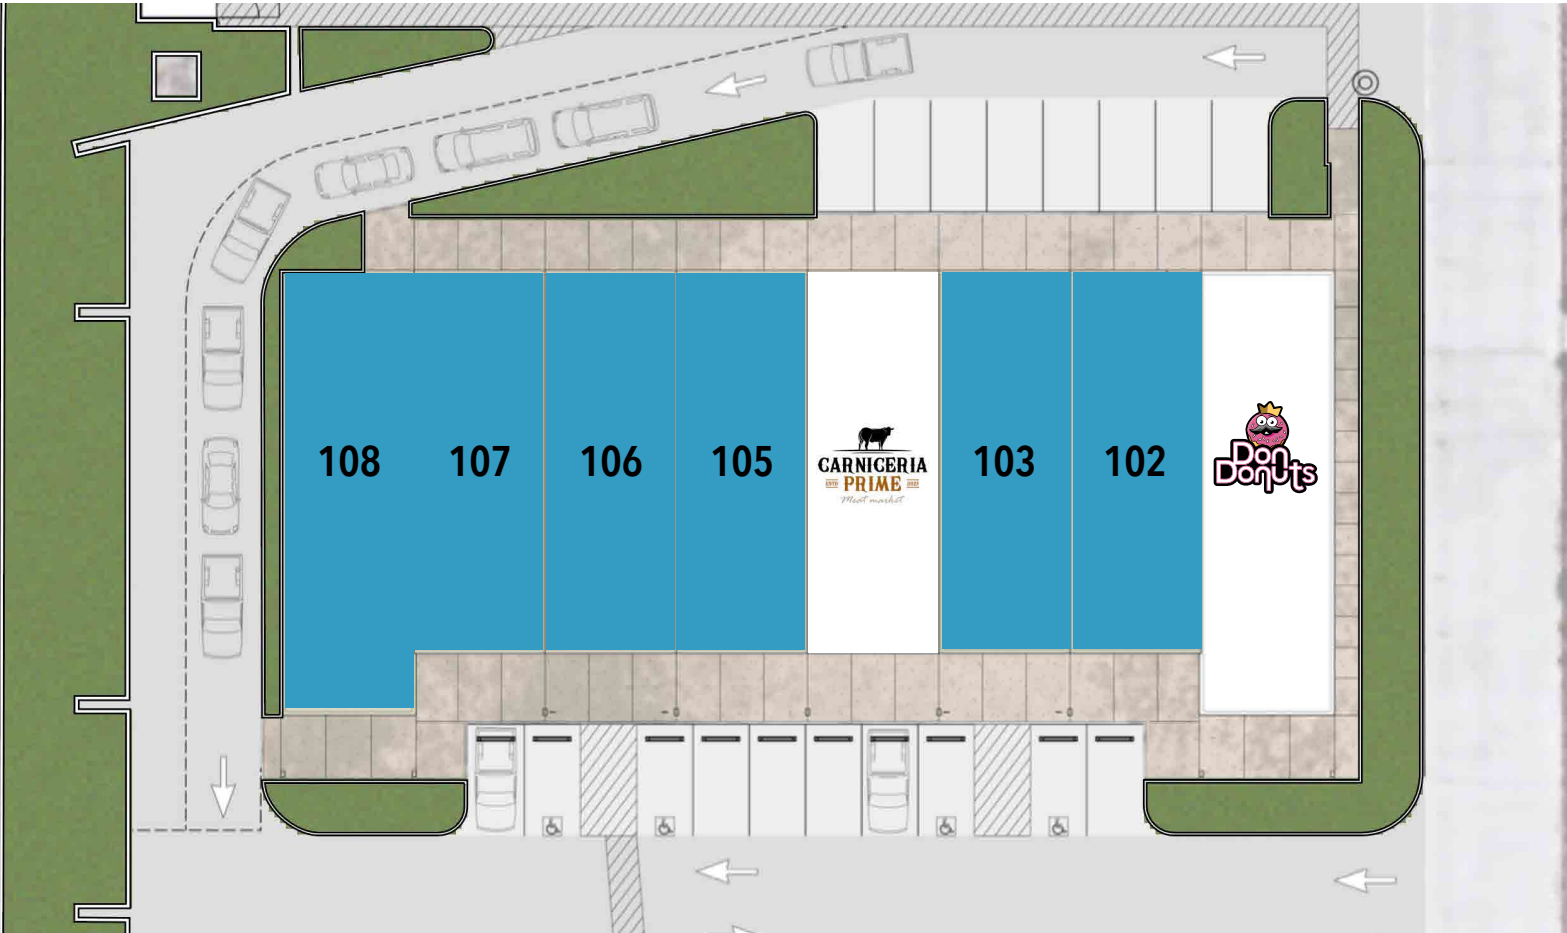 108
107
106
105
CARNICERIA
ESTD PRIME 2023
Meat market
103
102
Don
Donuts